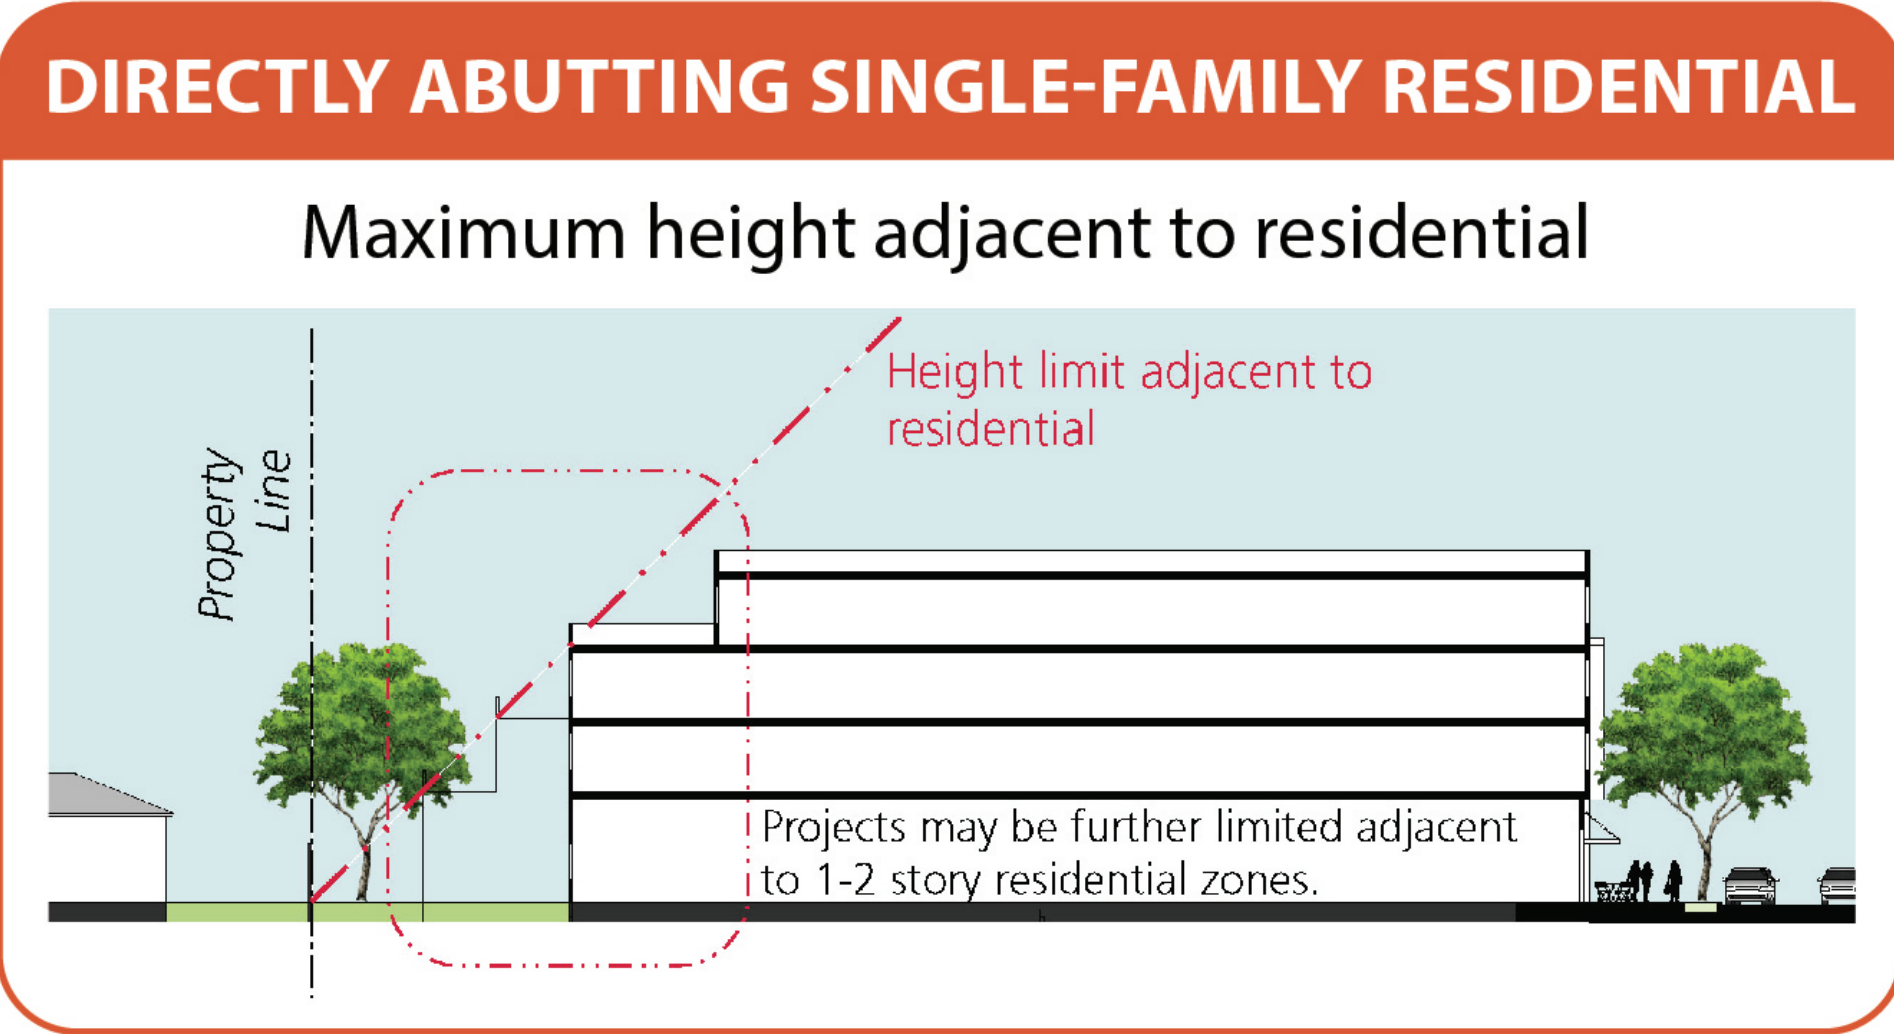 DIRECTLY ABUTTING SINGLE-FAMILY RESIDENTIAL
Maximum height adjacent to residential
Height limit adjacent to
residential
Property
Line
Projects may be further limited adjacent
to 1-2 story residential zones.
h